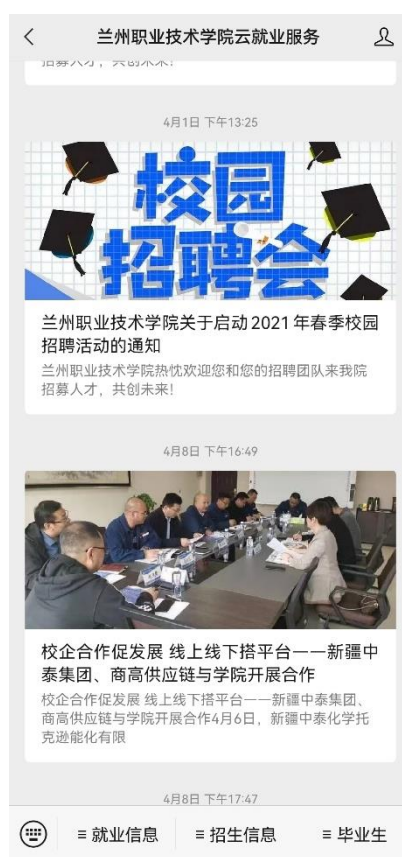 兰州职业技术学院云就业服务
招募人才，共创未来！
4月1日 下午13:25
校园
招聘会
兰州职业技术学院关于启动2021年春季校园
招聘活动的通知
兰州职业技术学院热忱欢迎您和您的招聘团队来我院
招募人才，共创未来！
4月8日 下午16:49
校企合作促发展 线上线下搭平台——新疆中
泰集团、商高供应链与学院开展合作
校企合作促发展 线上线下搭平台——新疆中泰集团、
商高供应链与学院开展合作4月6日，新疆中泰化学托
克逊能化有限
4月8日 下午17:47
≡ 就业信息
≡ 招生信息
≡ 毕业生